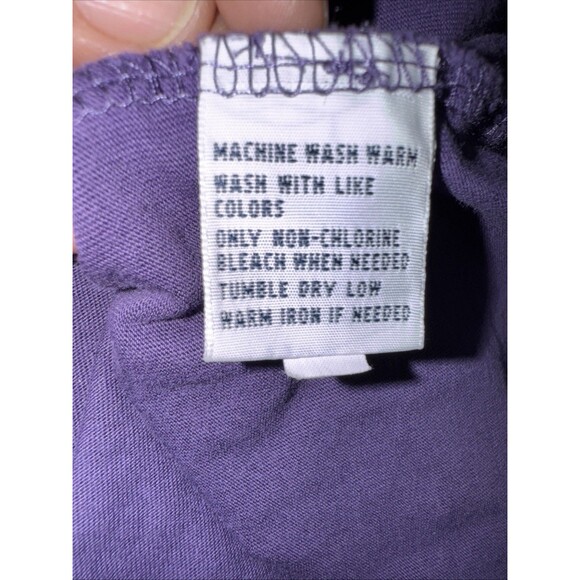 MACHINE WASH WARM
WASH WITH LIKE
COLORS
ONLY NON-CHLORINE
BLEACH WHEN NEEDED
TUMBLE DRY LOW
WARM IRON IF NEEDED